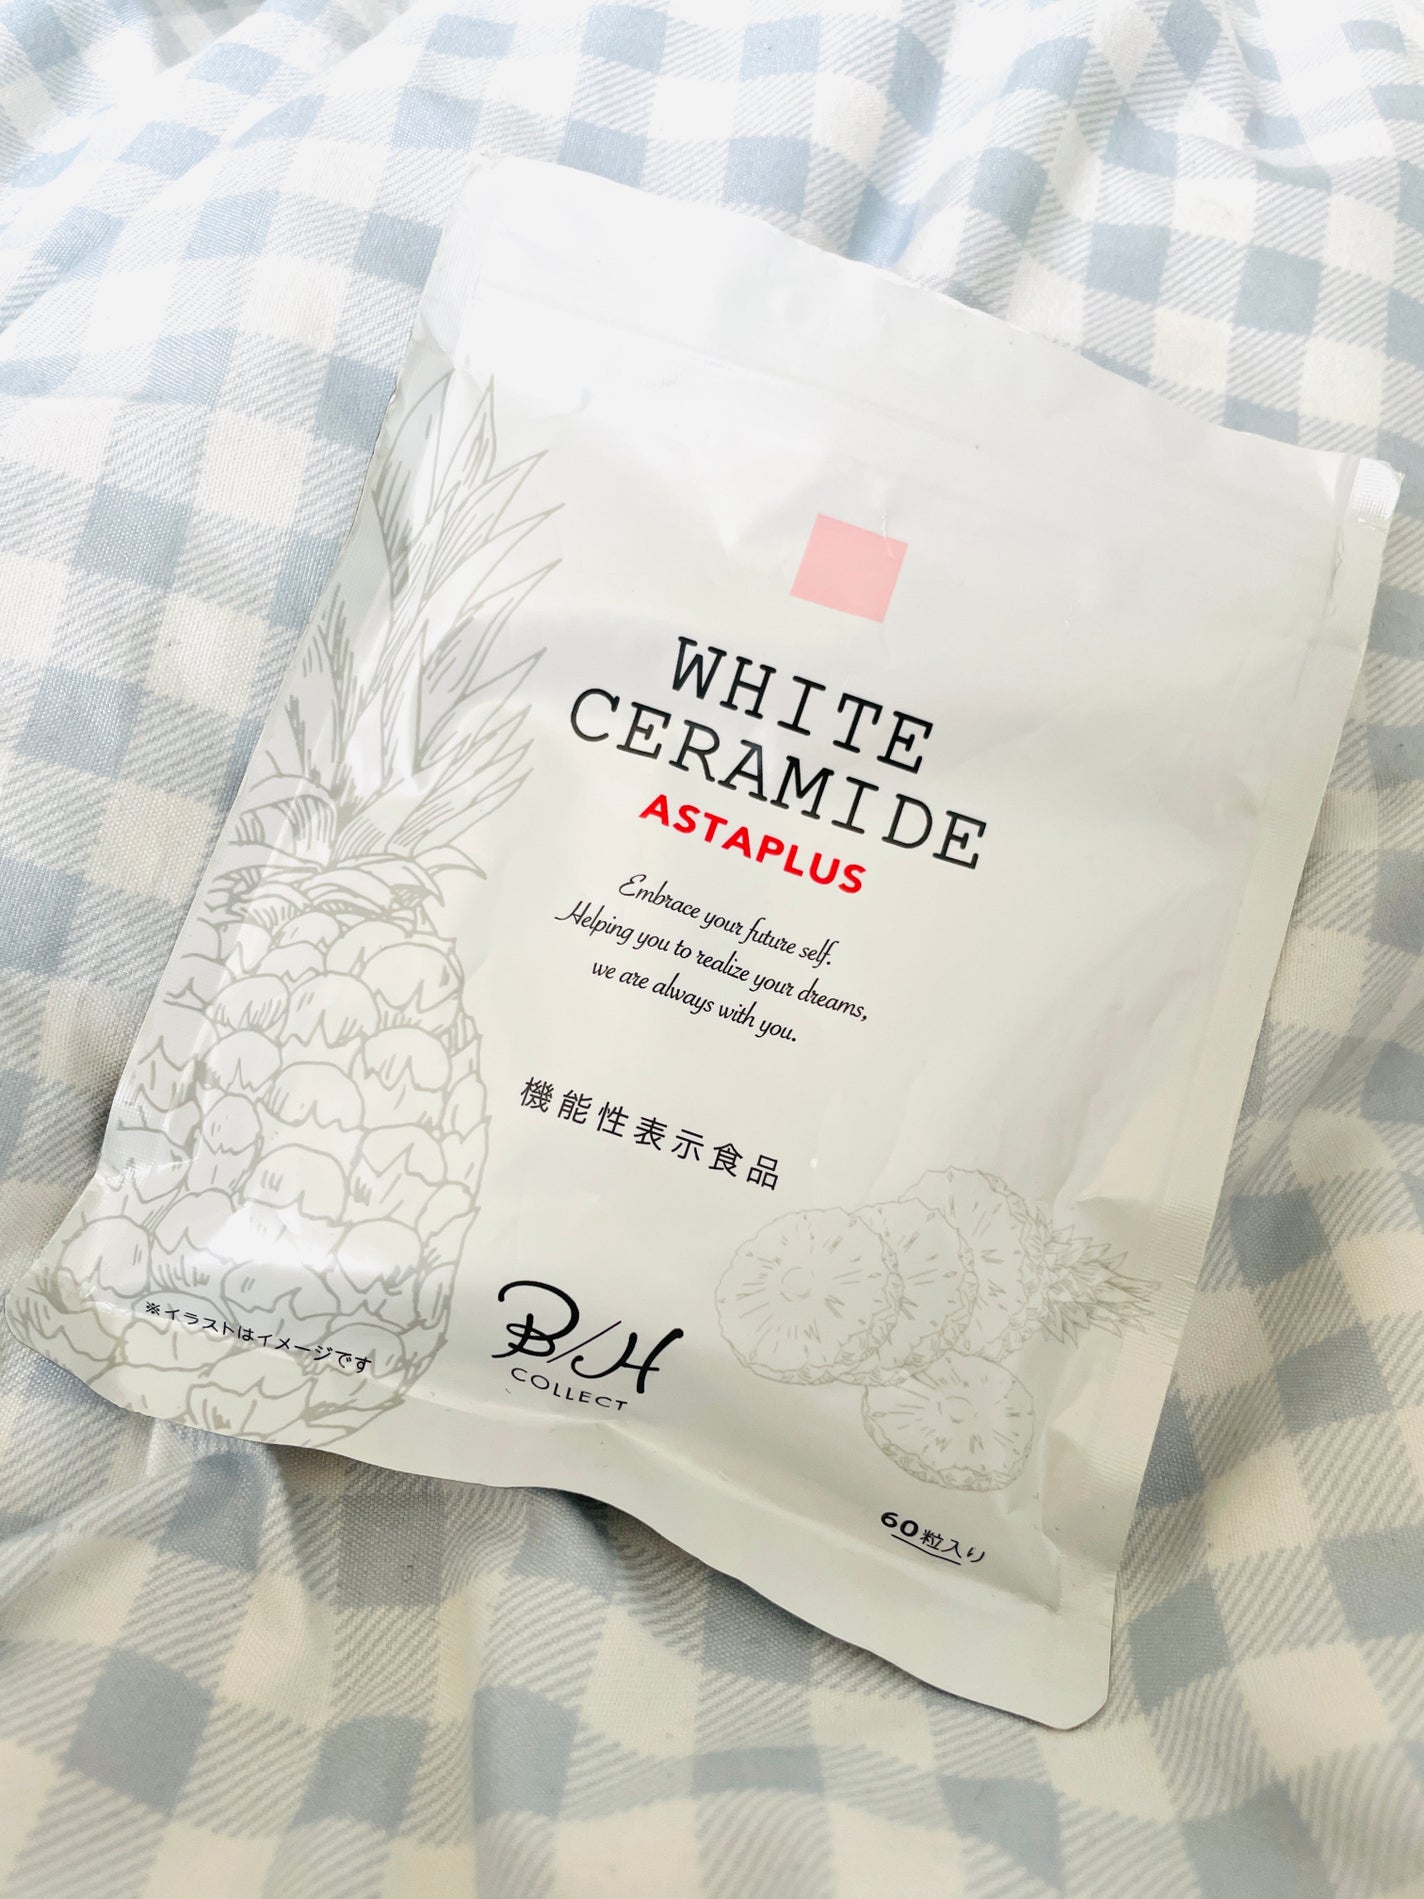 WHITE
CERAMIDE
ASTAPLUS
Embrace your future self.
Helping you to realize your dreams,
we are always with you.
機能性表示食品
※イラストはイメージです
B/H
COLLECT
60粒入り